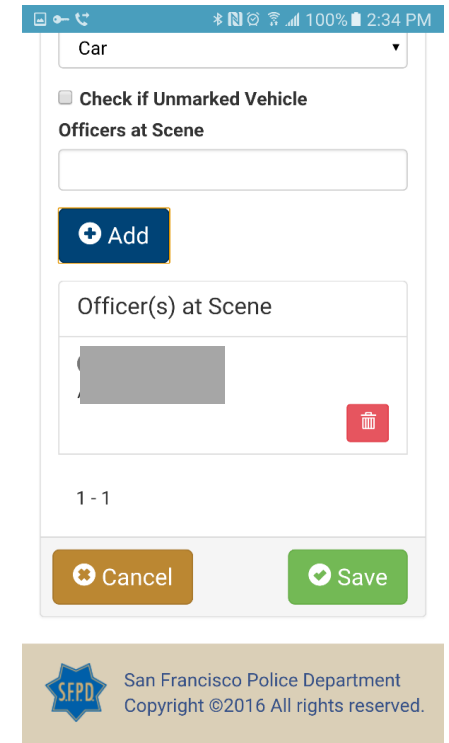 100% 2:34 PM
Car
Check if Unmarked Vehicle
Officers at Scene
Add
Officer(s) at Scene
1 - 1
Cancel
Save
S.F.P.D.
San Francisco Police Department
Copyright ©2016 All rights reserved.